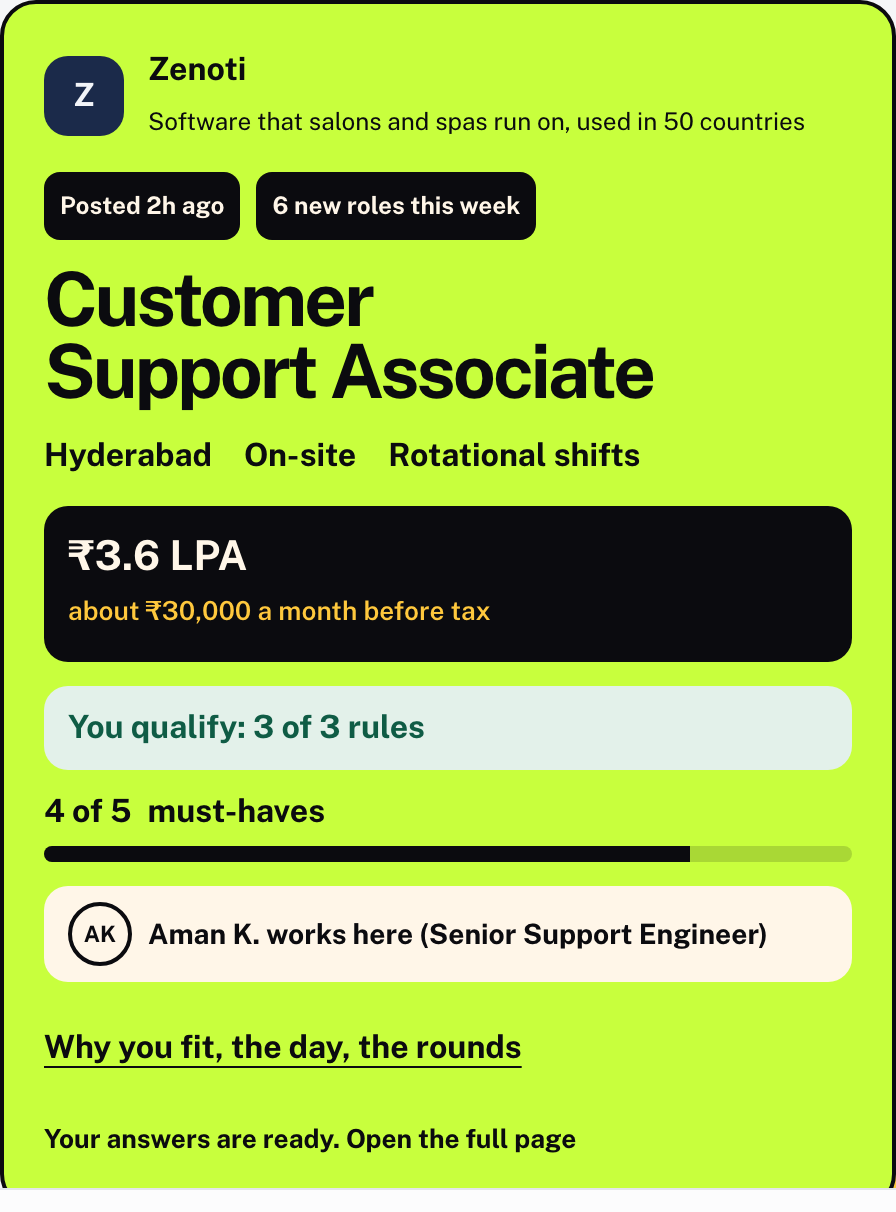 Z
Zenoti
Software that salons and spas run on, used in 50 countries
Posted 2h ago
6 new roles this week
Customer
Support Associate
Hyderabad On-site Rotational shifts
₹3.6 LPA
about ₹30,000 a month before tax
You qualify: 3 of 3 rules
4 of 5 must-haves
AK
Aman K. works here (Senior Support Engineer)
Why you fit, the day, the rounds
Your answers are ready. Open the full page